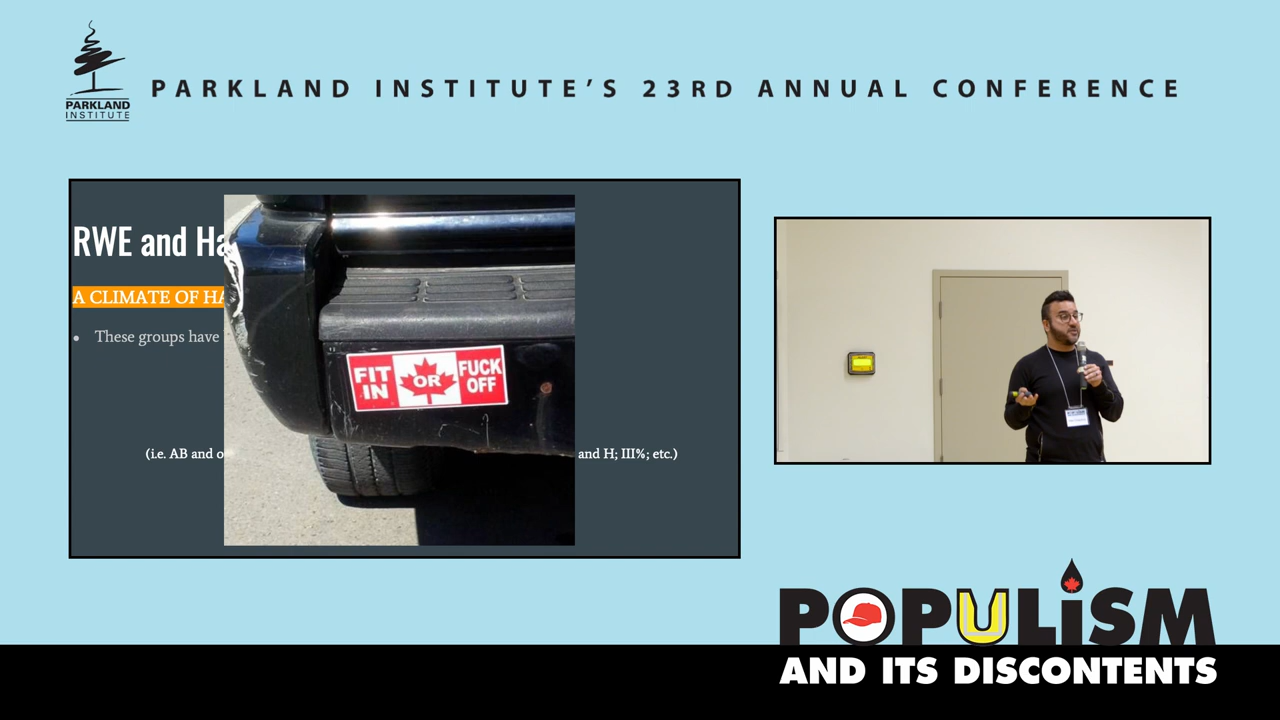 PARKLAND
INSTITUTE
PARKLAND INSTITUTE'S 23RD ANNUAL CONFERENCE
RWE and Ha
A CLIMATE OF HA
• These groups have
FIT IN
OR
FUCK OFF
(i.e. AB and o
and H; III%; etc.)
POPULiSM
AND ITS DISCONTENTS